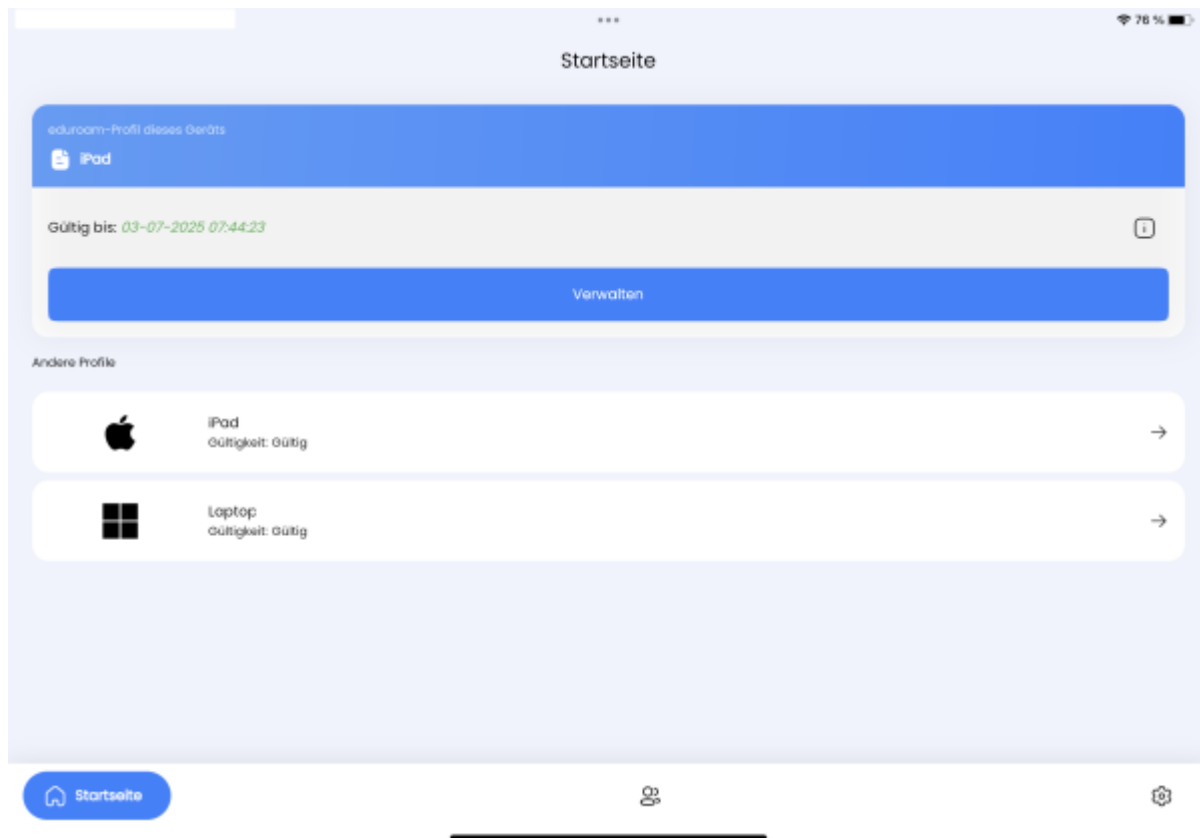 76 %
Startseite
eduroam-Profil dieses Geräts
iPad
Gültig bis: 03-07-2025 07:44:23
Verwalten
Andere Profile
iPad
Gültigkeit: Gültig
Laptop
Gültigkeit: Gültig
Startseite